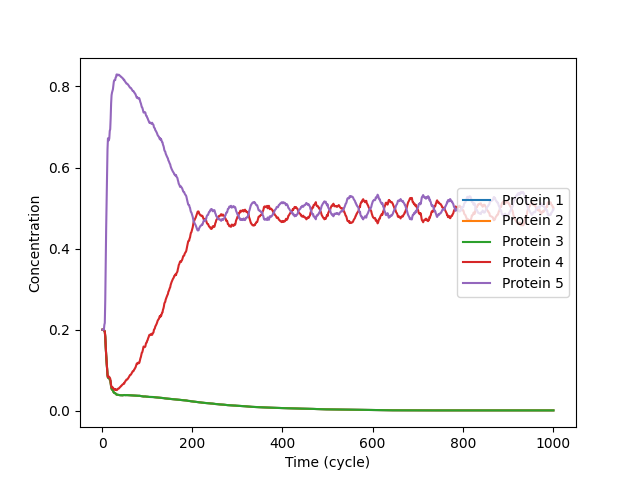 Concentration
0.8
0.6
0.4
0.2
0.0
Protein 1
Protein 2
Protein 3
Protein 4
Protein 5
0 200 400 600 800 1000
Time (cycle)